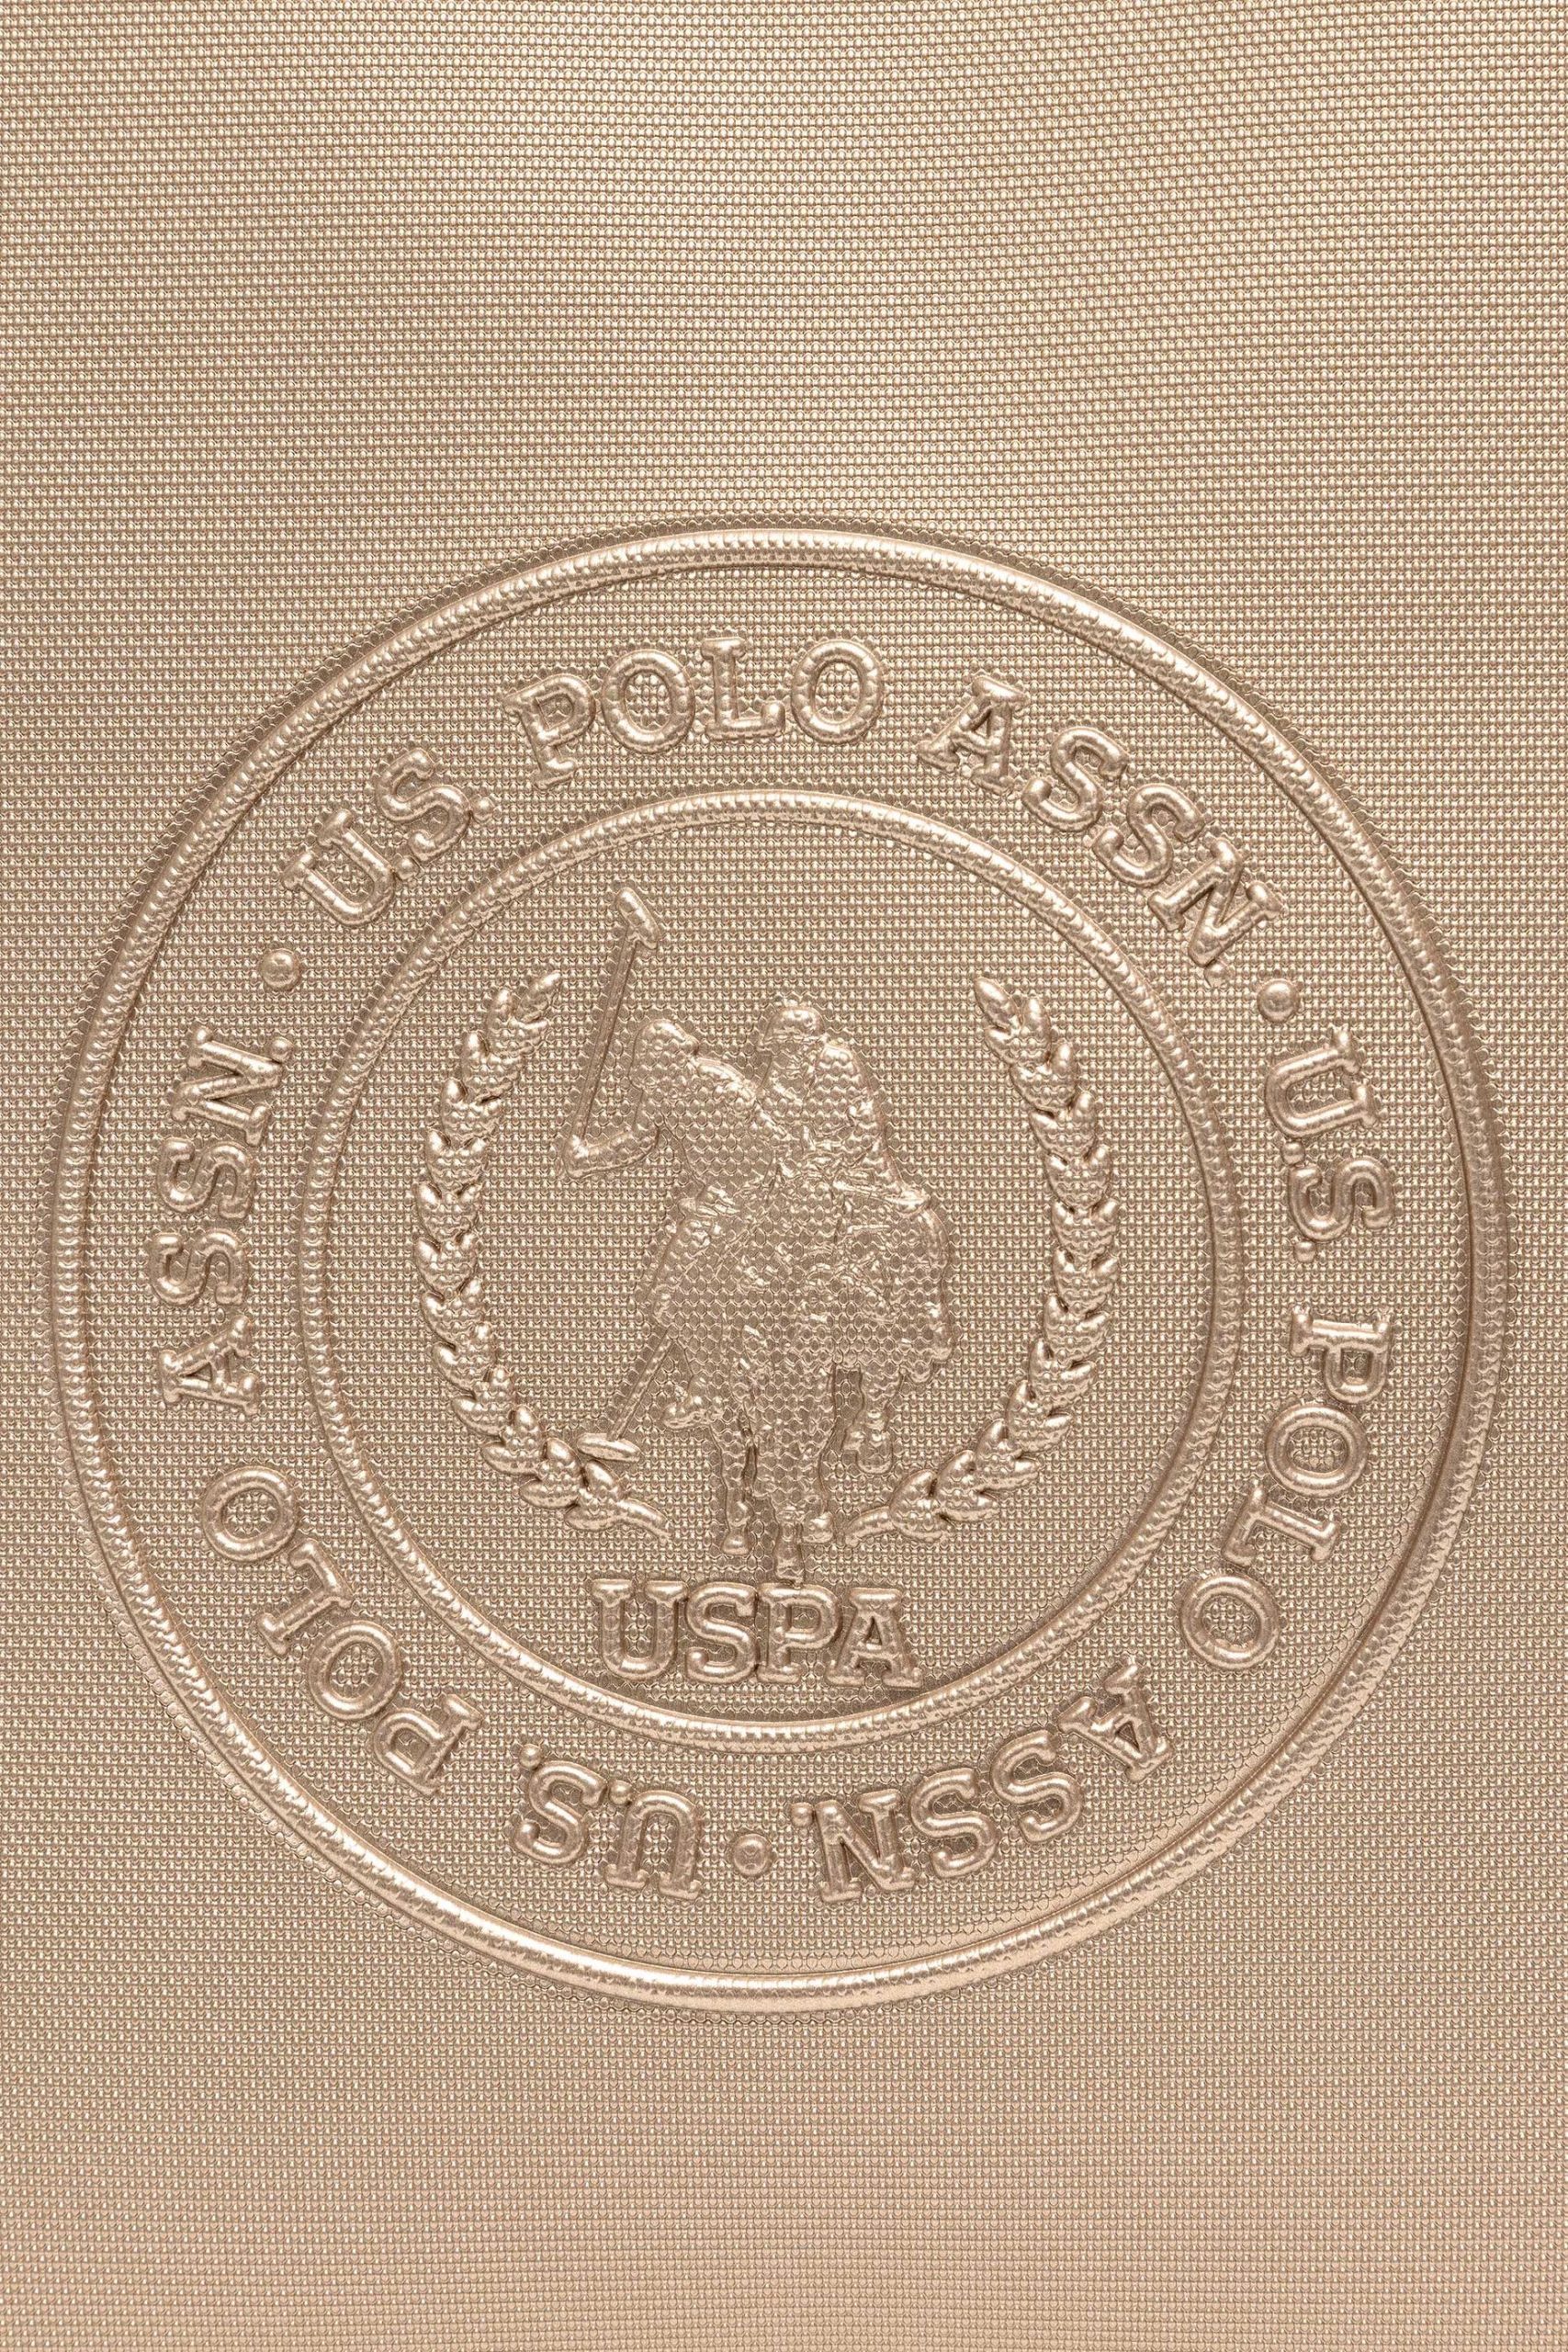 U.S. POLO ASSN. • U.S. POLO ASSN. • U.S. POLO ASSN. •
USPA